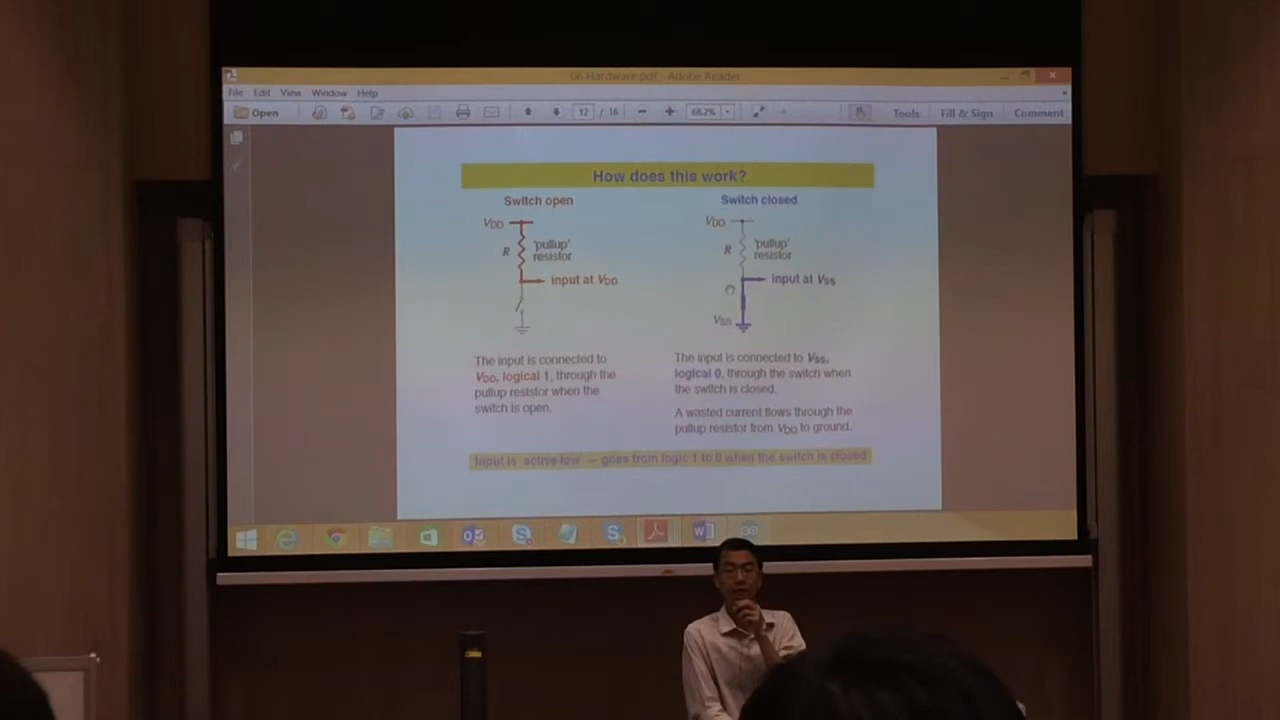 06 Hardware.pdf - Adobe Reader
File Edit View Window Help
Open 12 / 16 68.2% Tools Fill & Sign Comment
How does this work?
Switch open
VDD
R
'pullup'
resistor
input at VDD
The input is connected to
VDD, logical 1, through the
pullup resistor when the
switch is open.
Switch closed
VDD
R
'pullup'
resistor
input at VSS
VSS
The input is connected to VSS,
logical 0, through the switch when
the switch is closed.
A wasted current flows through the
pullup resistor from VDD to ground.
Input is 'active low' — goes from logic 1 to 0 when the switch is closed